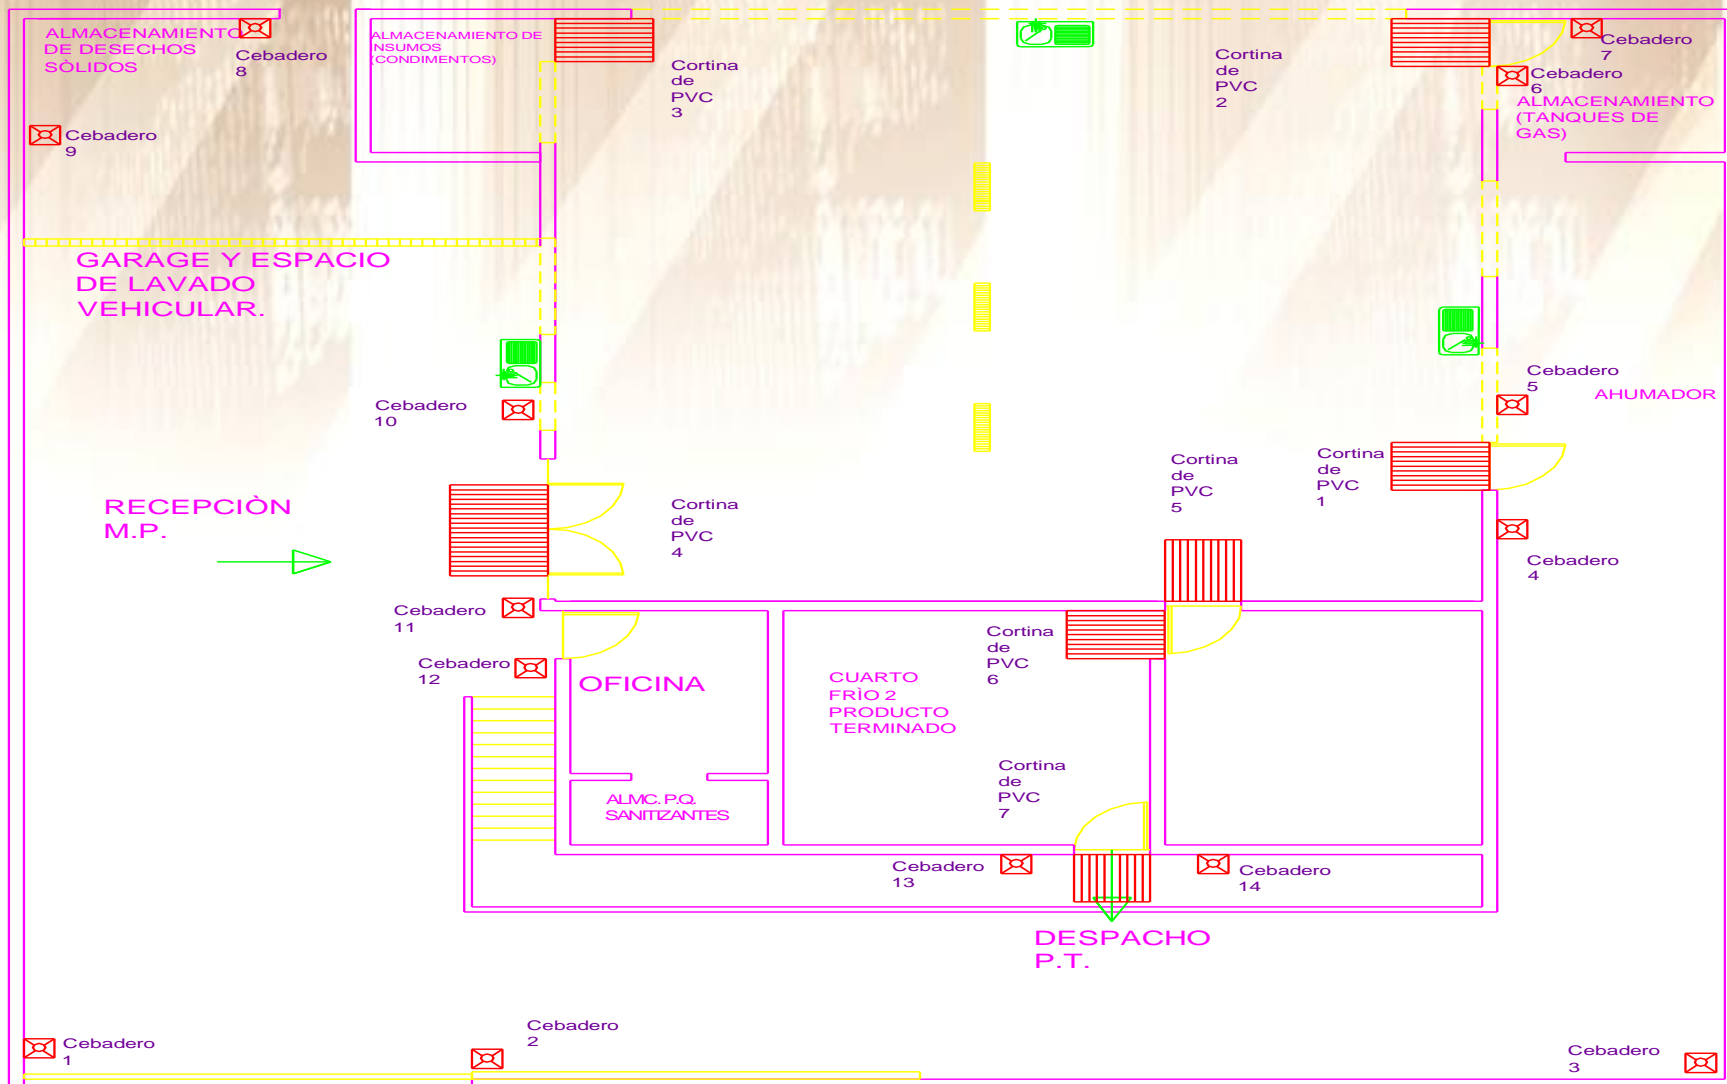 ALMACENAMIENTO
DE DESECHOS
SÒLIDOS
Cebadero
8
ALMACENAMIENTO DE
INSUMOS
(CONDIMENTOS)
Cortina
de
PVC
3
Cortina
de
PVC
2
Cebadero
7
Cebadero
6
ALMACENAMIENTO
(TANQUES DE
GAS)
Cebadero
9
GARAGE Y ESPACIO
DE LAVADO
VEHICULAR.
Cebadero
10
Cebadero
5
AHUMADOR
RECEPCIÒN
M.P.
Cortina
de
PVC
4
Cortina
de
PVC
5
Cortina
de
PVC
1
Cebadero
4
Cebadero
11
Cebadero
12
OFICINA
CUARTO
FRÌO 2
PRODUCTO
TERMINADO
Cortina
de
PVC
6
Cortina
de
PVC
7
ALMC. P.Q.
SANITIZANTES
Cebadero
13
Cebadero
14
DESPACHO
P.T.
Cebadero
1
Cebadero
2
Cebadero
3